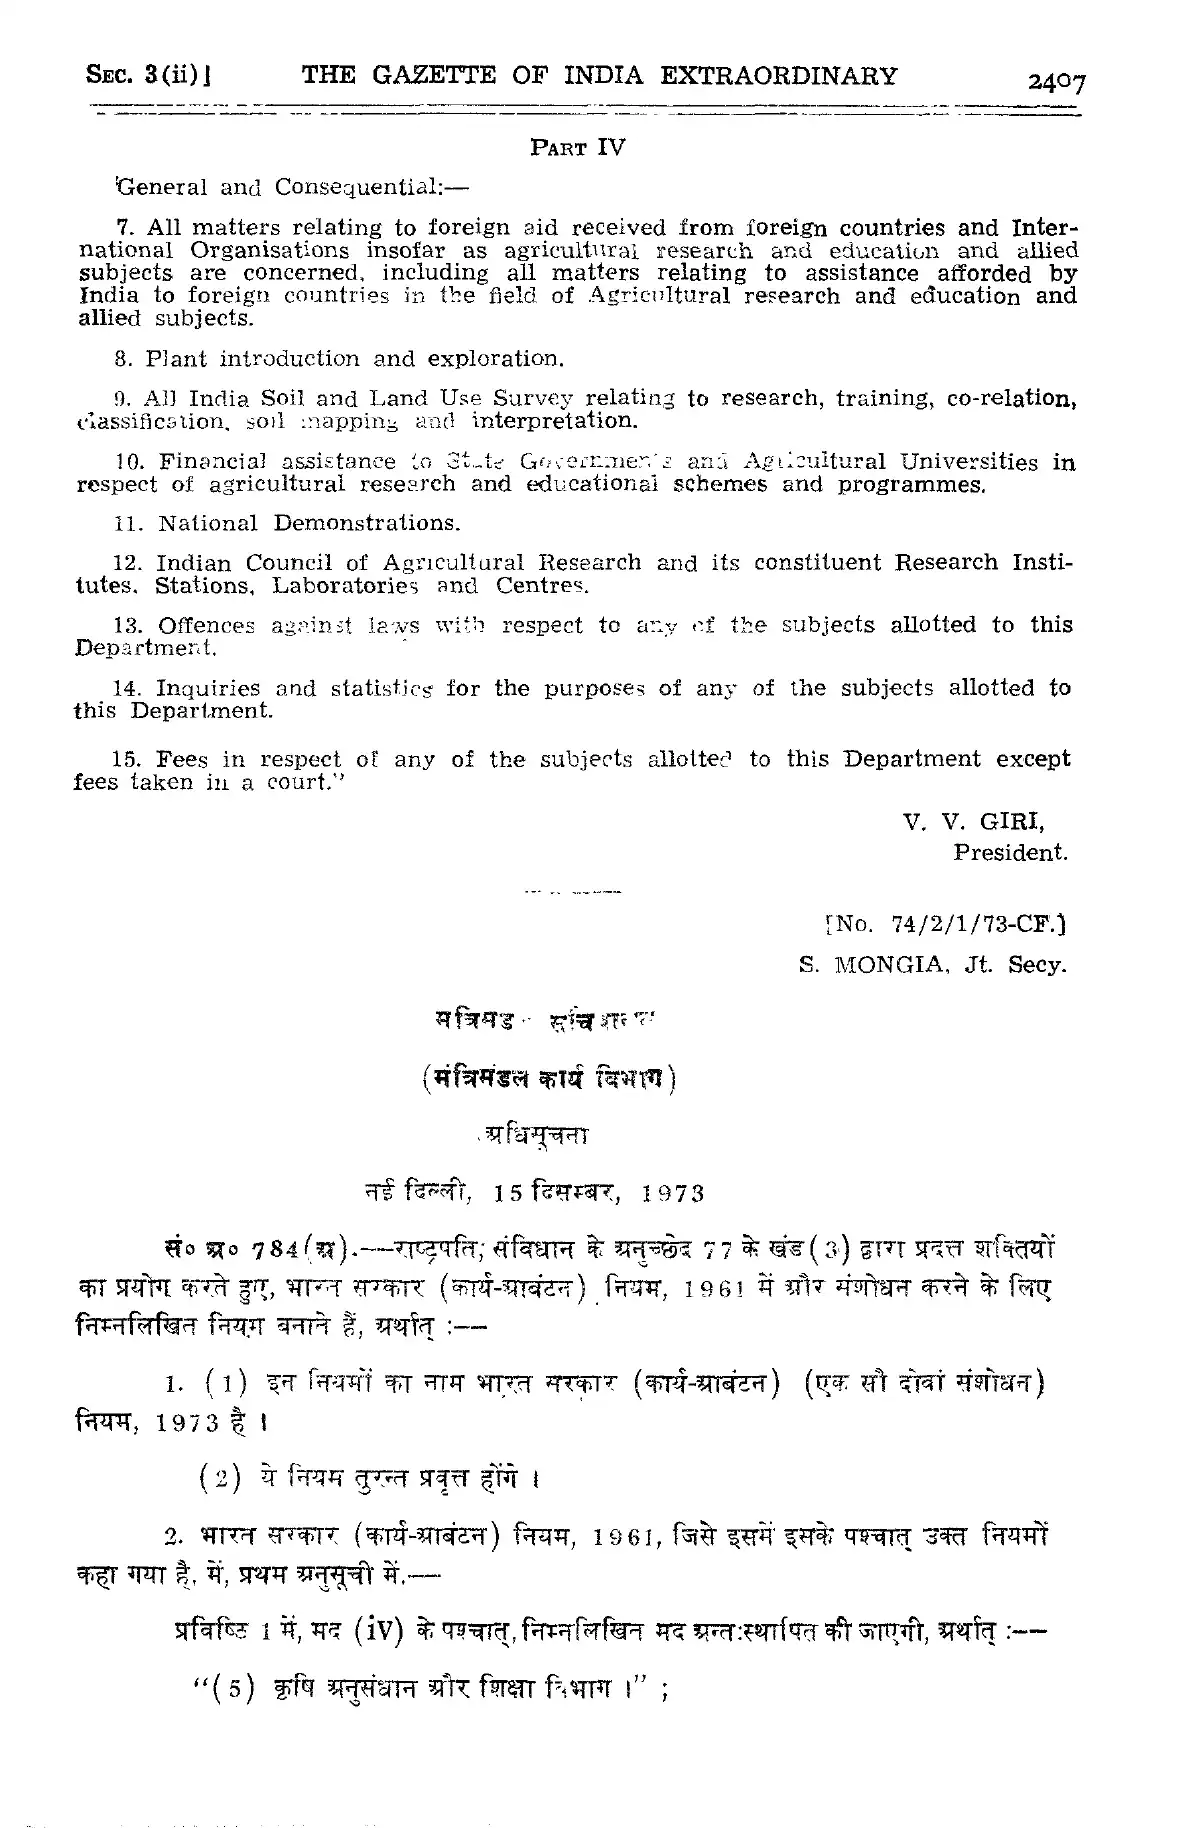 SEC. 3(ii)] THE GAZETTE OF INDIA EXTRAORDINARY 2407
PART IV
General and Consequential:—
7. All matters relating to foreign aid received from foreign countries and Inter-
national Organisations insofar as agricultural research and education and allied
subjects are concerned, including all matters relating to assistance afforded by
India to foreign countries in the field of Agricultural research and education and
allied subjects.
8. Plant introduction and exploration.
9. All India Soil and Land Use Survey relating to research, training, co-relation,
classification, soil mapping and interpretation.
10. Financial assistance to State Governments and Agricultural Universities in
respect of agricultural research and educational schemes and programmes.
11. National Demonstrations.
12. Indian Council of Agricultural Research and its constituent Research Insti-
tutes, Stations, Laboratories and Centres.
13. Offences against laws with respect to any of the subjects allotted to this
Department.
14. Inquiries and statistics for the purposes of any of the subjects allotted to
this Department.
15. Fees in respect of any of the subjects allotted to this Department except
fees taken in a court."
V. V. GIRI,
President.
[No. 74/2/1/73-CF.]
S. MONGIA, Jt. Secy.
(मंत्रिमंडल कार्य विभाग)
अधिसूचना
नई दिल्ली, 15 दिसम्बर, 1973
सं० अ० 784(अ).—राष्ट्रपति, संविधान के अनुच्छेद 77 के खंड (3) द्वारा प्रदत्त शक्तियों
का प्रयोग करते हुए, भारत सरकार (कार्य-आबंटन) नियम, 1961 में और संशोधन करने के लिए
निम्नलिखित नियम बनाते हैं, अर्थात् :—
1. (1) इन नियमों का नाम भारत सरकार (कार्य-आबंटन) (एक सौ दोवां संशोधन)
नियम, 1973 है ।
(2) ये नियम तुरन्त प्रवृत्त होंगे ।
2. भारत सरकार (कार्य-आबंटन) नियम, 1961, जिसे इसमें इसके पश्चात् उक्त नियमों
कहा गया है, में, प्रथम अनुसूची में,—
प्रविष्टि 1 में, मद (iv) के पश्चात्, निम्नलिखित मद अन्तःस्थापित की जाएगी, अर्थात् :—
"(5) कृषि अनुसंधान और शिक्षा विभाग ।" ;